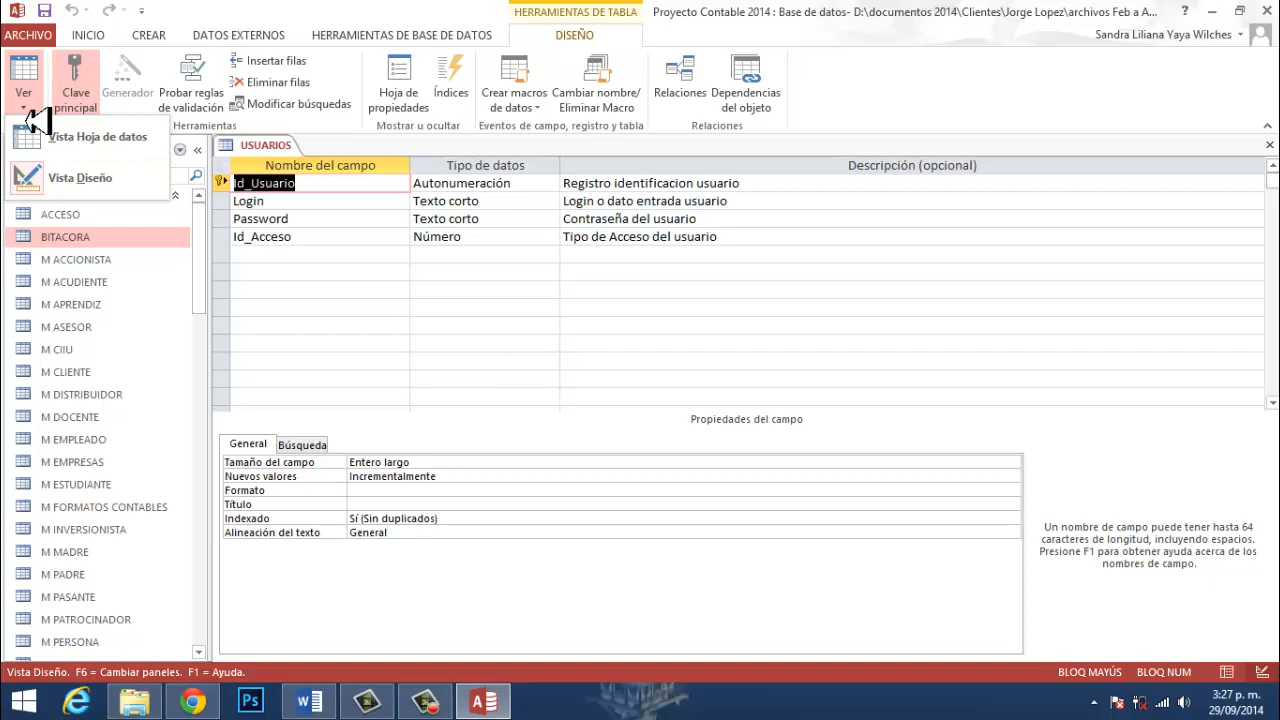 HERRAMIENTAS DE TABLA
Proyecto Contable 2014 : Base de datos- D:\documentos 2014\Clientes\Jorge Lopez\archivos Feb a A...
ARCHIVO
INICIO
CREAR
DATOS EXTERNOS
HERRAMIENTAS DE BASE DE DATOS
DISEÑO
Sandra Liliana Yaya Wilches
Ver
Clave
principal
Generador
Probar reglas
de validación
Insertar filas
Eliminar filas
Modificar búsquedas
Hoja de
propiedades
Índices
Crear macros
de datos
Cambiar nombre/
Eliminar Macro
Relaciones
Dependencias
del objeto
Herramientas
Mostrar u ocultar
Eventos de campo, registro y tabla
Relaciones
Vista Hoja de datos
Vista Diseño
ACCESO
BITACORA
M ACCIONISTA
M ACUDIENTE
M APRENDIZ
M ASESOR
M CIIU
M CLIENTE
M DISTRIBUIDOR
M DOCENTE
M EMPLEADO
M EMPRESAS
M ESTUDIANTE
M FORMATOS CONTABLES
M INVERSIONISTA
M MADRE
M PADRE
M PASANTE
M PATROCINADOR
M PERSONA
USUARIOS
Nombre del campo Tipo de datos Descripción (opcional)
Id_Usuario Autonumeración Registro identificacion usuario
Login Texto corto Login o dato entrada usuario
Password Texto corto Contraseña del usuario
Id_Acceso Número Tipo de Acceso del usuario
Propiedades del campo
General Búsqueda
Tamaño del campo Entero largo
Nuevos valores Incrementalmente
Formato
Título
Indexado Sí (Sin duplicados)
Alineación del texto General
Un nombre de campo puede tener hasta 64
caracteres de longitud, incluyendo espacios.
Presione F1 para obtener ayuda acerca de los
nombres de campo.
Vista Diseño. F6 = Cambiar paneles. F1 = Ayuda.
BLOQ MAYÚS BLOQ NUM
Ps
3:27 p. m.
29/09/2014